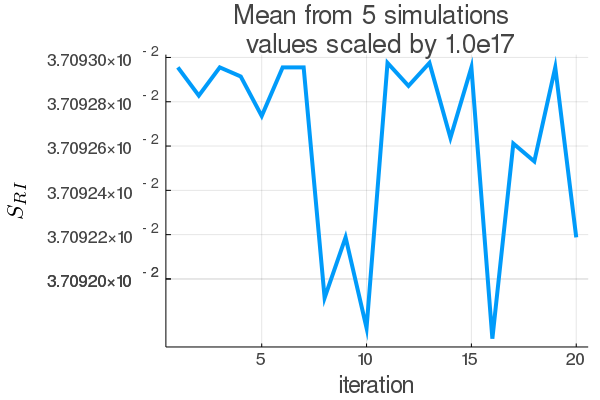 Mean from 5 simulations
values scaled by 1.0e17
3.70930×10 - 2
3.70928×10 - 2
3.70926×10 - 2
3.70924×10 - 2
3.70922×10 - 2
3.70920×10 - 2
S_RI
5 10 15 20
iteration